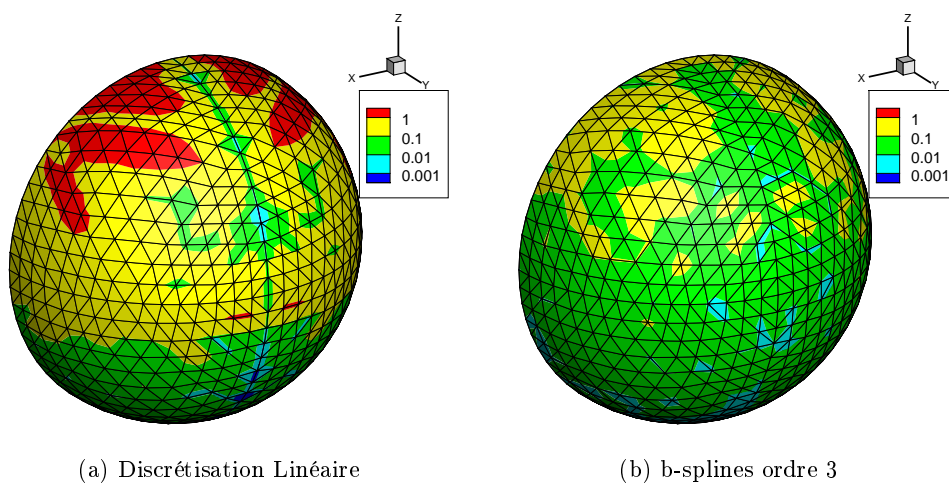 Z
X
Y
1
0.1
0.01
0.001
Z
X
Y
1
0.1
0.01
0.001
(a) Discrétisation Linéaire
(b) b-splines ordre 3